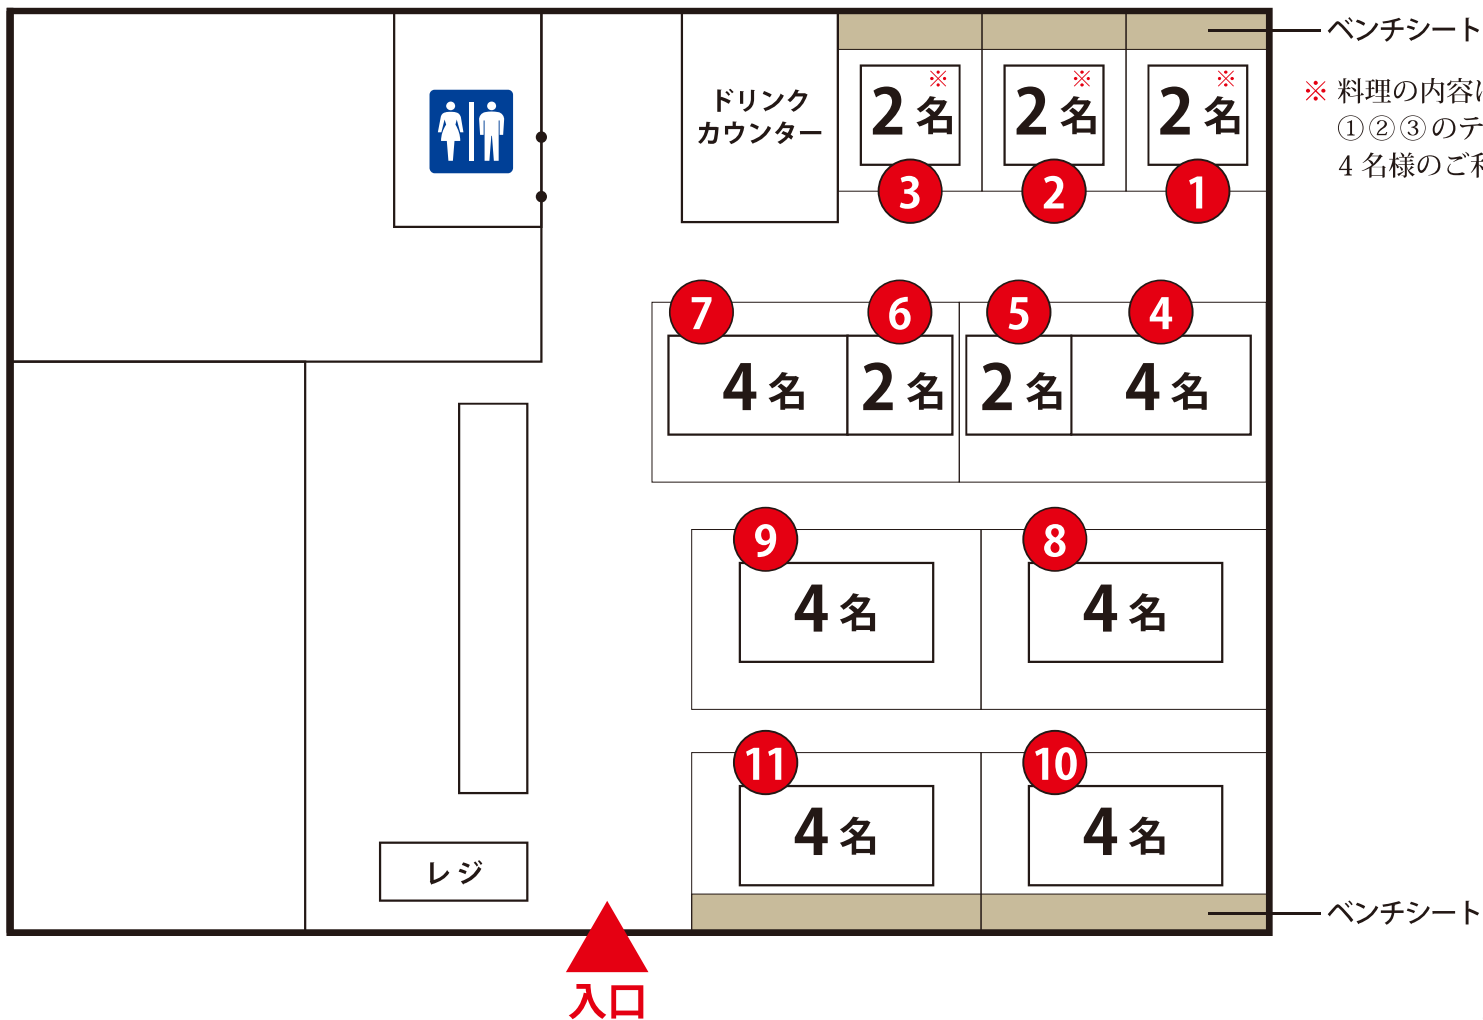 ベンチシート
ドリンク
カウンター
2名※
2名※
2名※
3
2
1
※ 料理の内容
①②③のテ
4名様のご
7
6
5
4
4名
2名
2名
4名
9
8
4名
4名
11
10
4名
4名
レジ
ベンチシート
入口